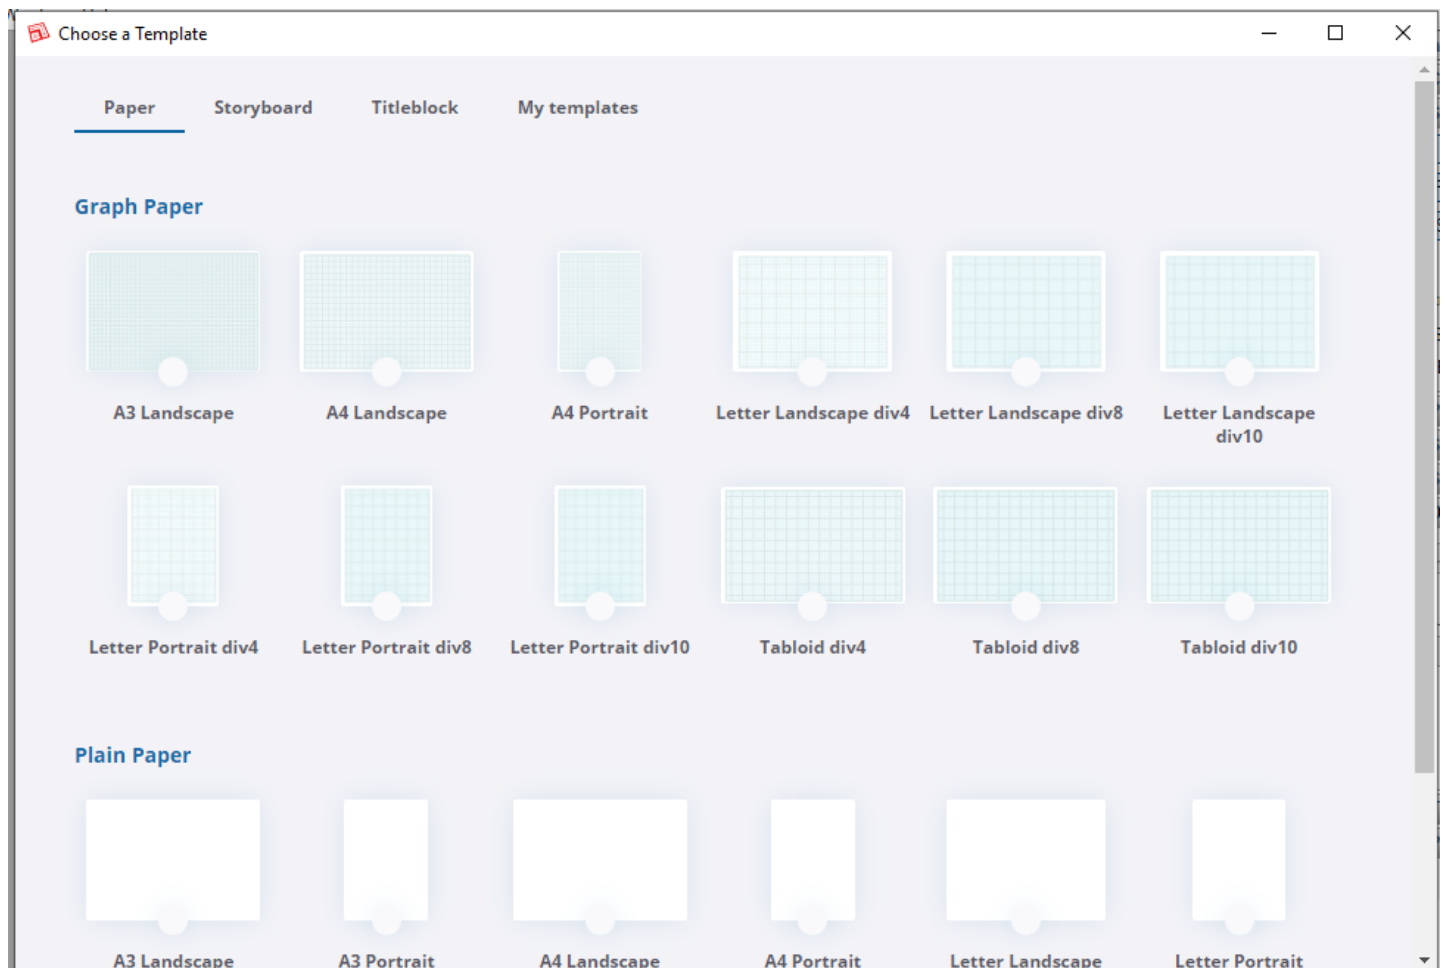 Choose a Template
Paper Storyboard Titleblock My templates
Graph Paper
A3 Landscape A4 Landscape A4 Portrait Letter Landscape div4 Letter Landscape div8 Letter Landscape
div10
Letter Portrait div4 Letter Portrait div8 Letter Portrait div10 Tabloid div4 Tabloid div8 Tabloid div10
Plain Paper
A3 Landscape A3 Portrait A4 Landscape A4 Portrait Letter Landscape Letter Portrait